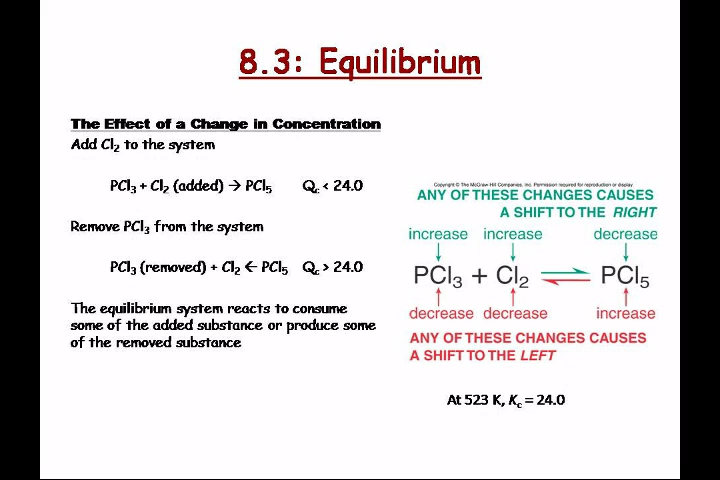 8.3: Equilibrium
The Effect of a Change in Concentration
Add Cl₂ to the system
PCl₃ + Cl₂ (added) → PCl₅ Q꜀ < 24.0
Remove PCl₃ from the system
PCl₃ (removed) + Cl₂ ← PCl₅ Q꜀ > 24.0
The equilibrium system reacts to consume
some of the added substance or produce some
of the removed substance
Copyright © The McGraw-Hill Companies, Inc. Permission required for reproduction or display.
ANY OF THESE CHANGES CAUSES
A SHIFT TO THE RIGHT
increase increase decrease
PCl₃ + Cl₂ ⇌ PCl₅
decrease decrease increase
ANY OF THESE CHANGES CAUSES
A SHIFT TO THE LEFT
At 523 K, K꜀ = 24.0